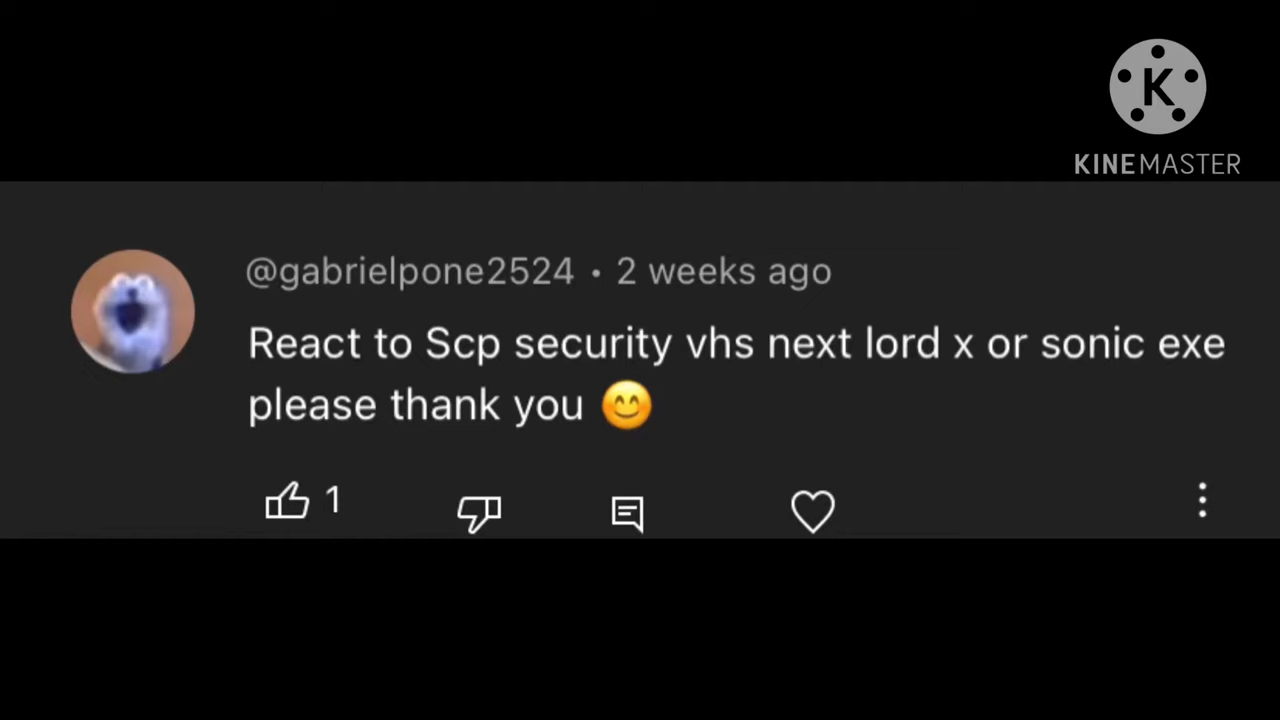 K
KINEMASTER
@gabrielpone2524 • 2 weeks ago
React to Scp security vhs next lord x or sonic exe
please thank you 😊
1